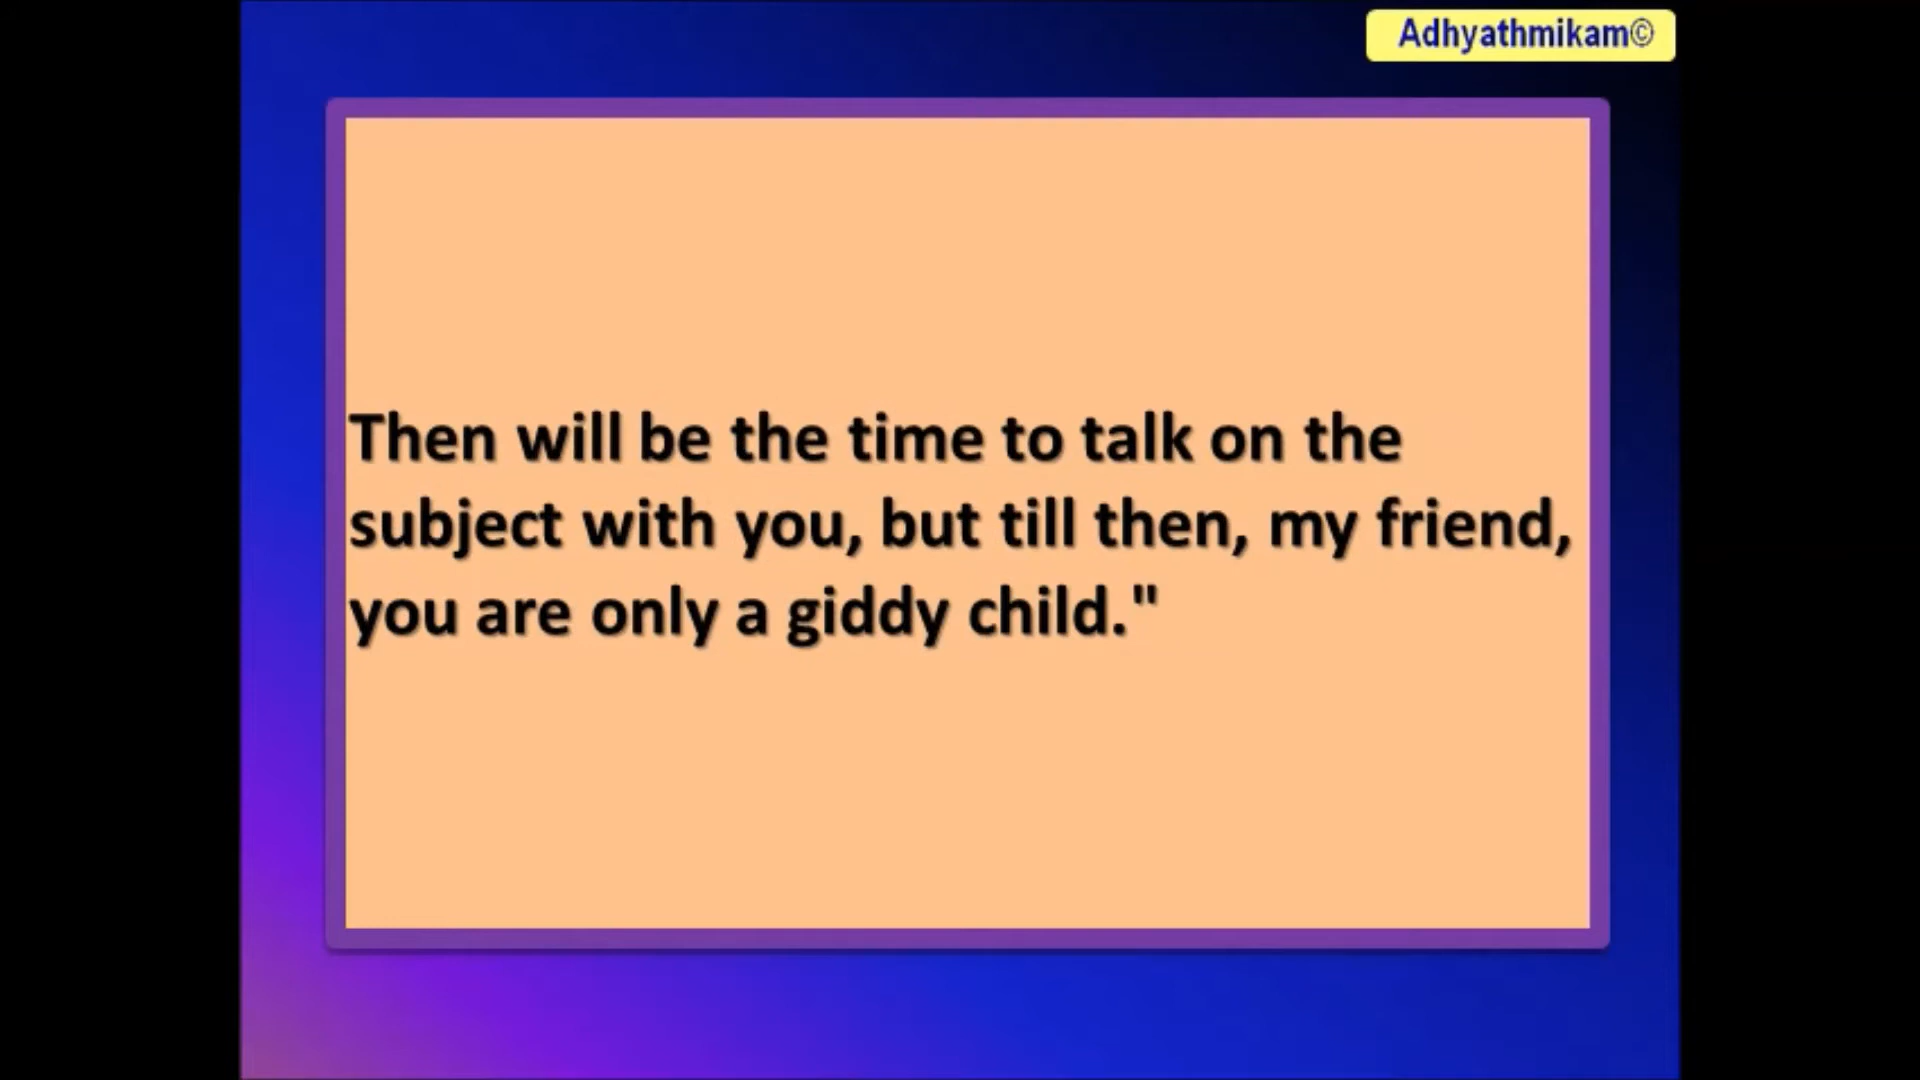 Adhyathmikam©
Then will be the time to talk on the
subject with you, but till then, my friend,
you are only a giddy child."